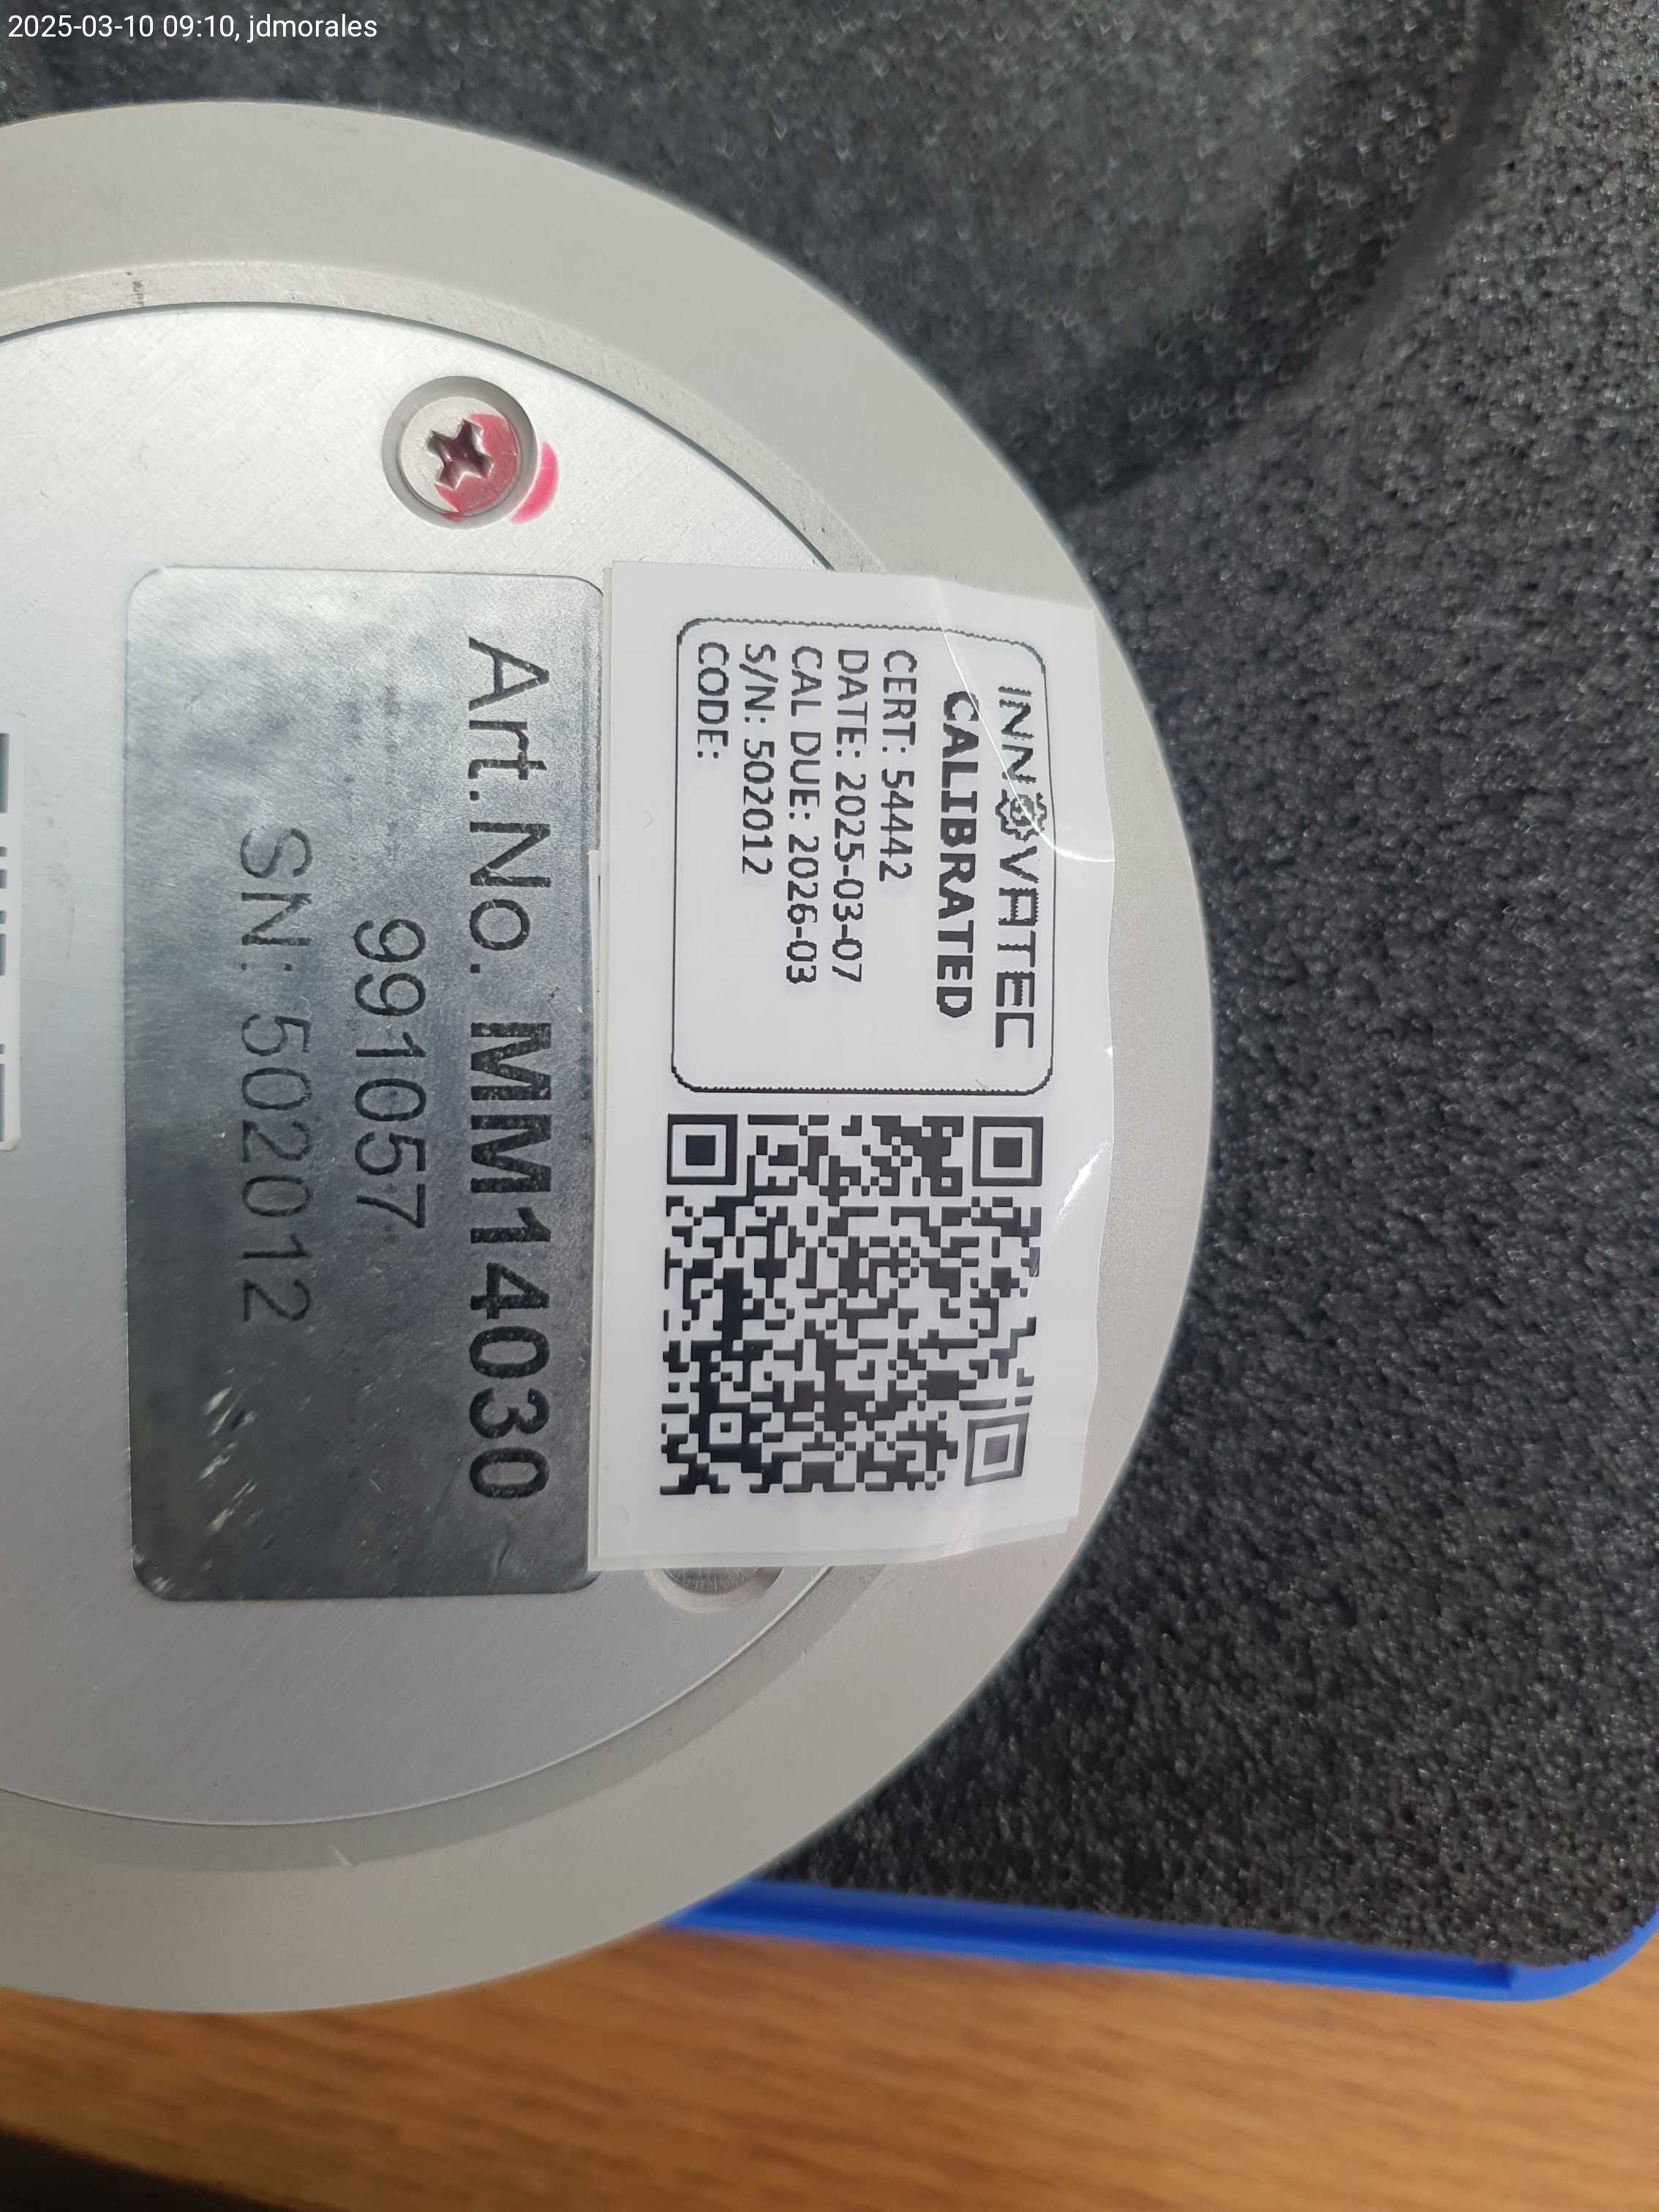 2025-03-10 09:10, jdmorales
INNOVATEC
CALIBRATED
CERT: 54442
DATE: 2025-03-07
CAL DUE: 2026-03
S/N: 502012
CODE:
Art.No. MM14030
991057
SN: 502012